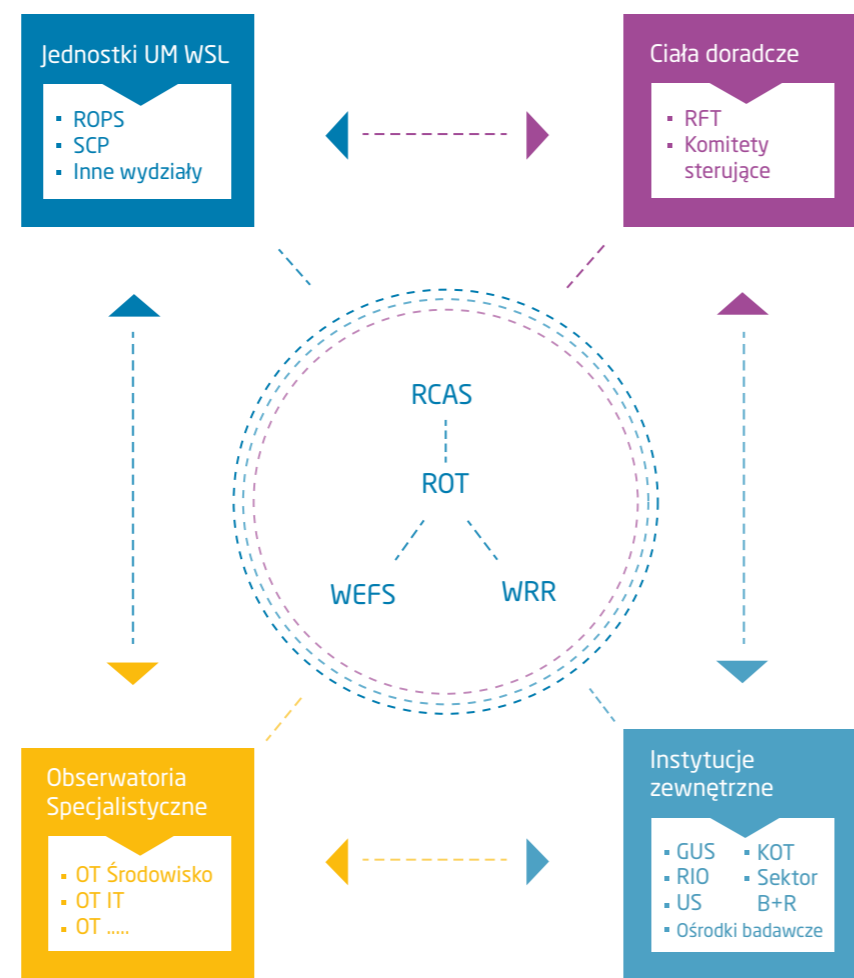 Jednostki UM WSL
▪ ROPS
▪ SCP
▪ Inne wydziały
Ciała doradcze
▪ RFT
▪ Komitety
sterujące
RCAS
ROT
WEFS
WRR
Obserwatoria
Specjalistyczne
▪ OT Środowisko
▪ OT IT
▪ OT .....
Instytucje
zewnętrzne
▪ GUS
▪ RIO
▪ US
▪ KOT
▪ Sektor
B+R
▪ Ośrodki badawcze